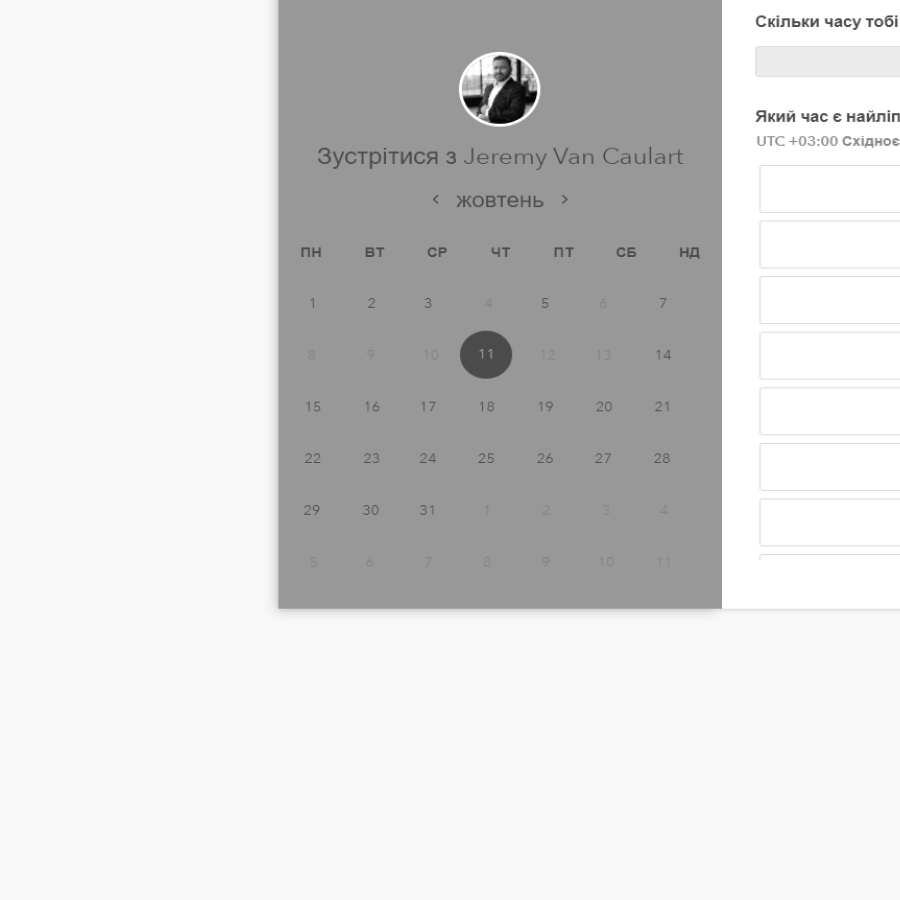 Зустрітися з Jeremy Van Caulart
‹ жовтень ›
ПН ВТ СР ЧТ ПТ СБ НД
1 2 3 4 5 6 7
8 9 10 11 12 13 14
15 16 17 18 19 20 21
22 23 24 25 26 27 28
29 30 31 1 2 3 4
5 6 7 8 9 10 11
Скільки часу тобі
Який час є найліп
UTC +03:00 Східноє